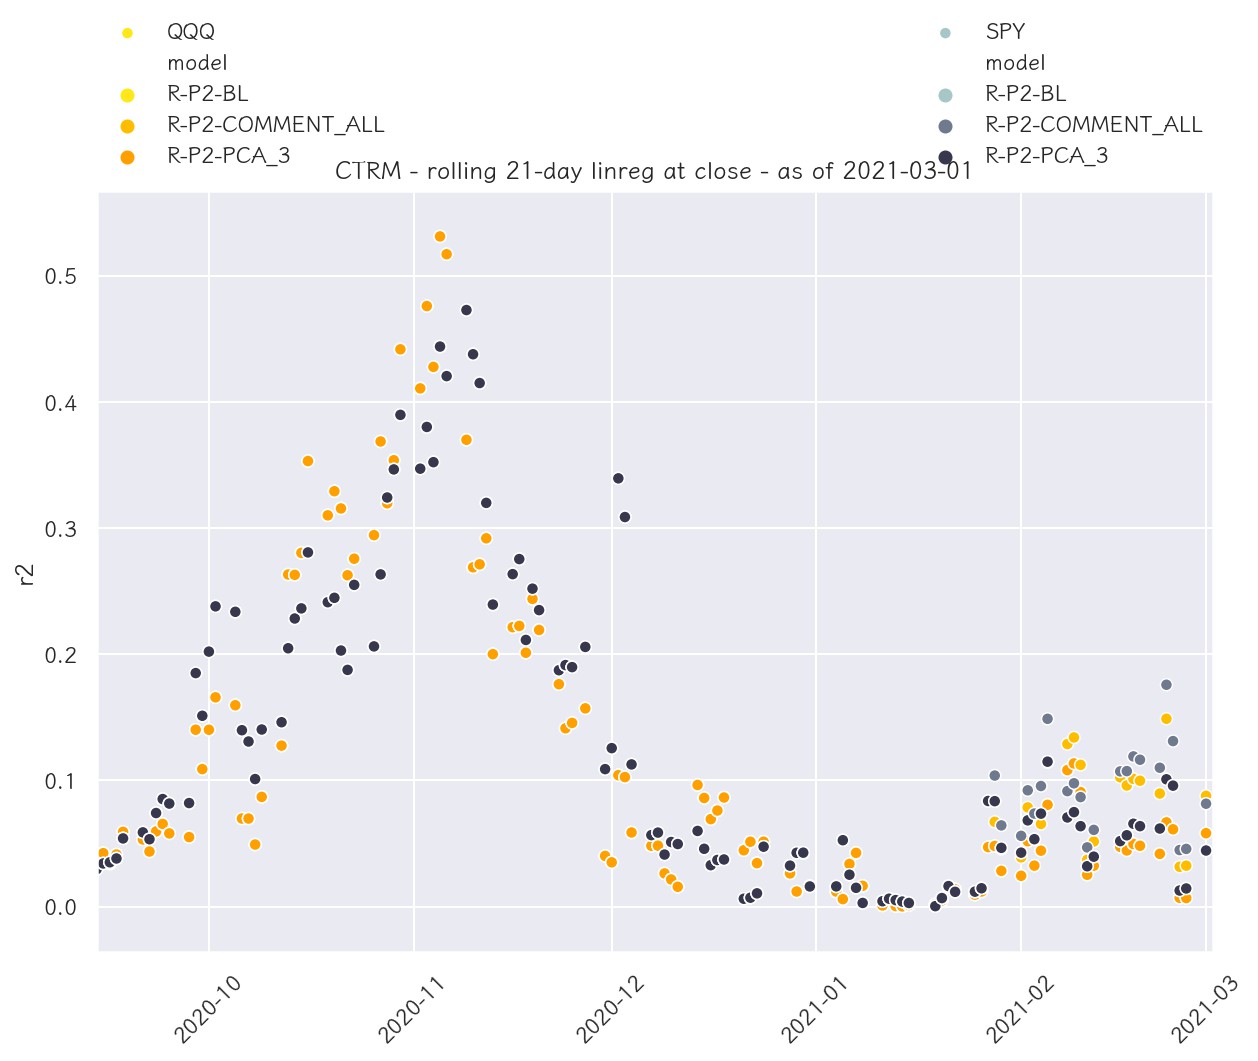 QQQ
model
R-P2-BL
R-P2-COMMENT_ALL
R-P2-PCA_3
SPY
model
R-P2-BL
R-P2-COMMENT_ALL
R-P2-PCA_3
CTRM - rolling 21-day linreg at close - as of 2021-03-01
r2
0.5
0.4
0.3
0.2
0.1
0.0
2020-10
2020-11
2020-12
2021-01
2021-02
2021-03